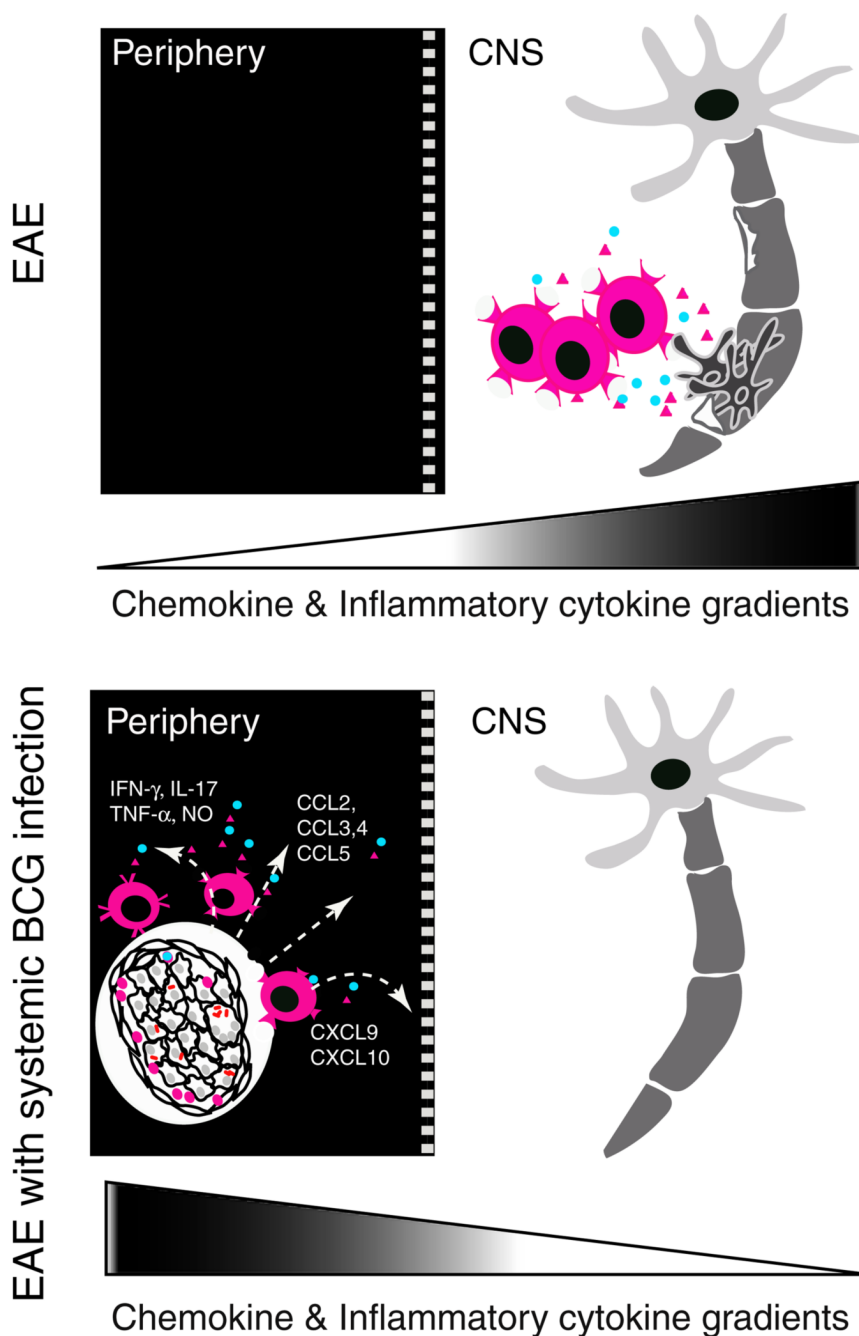 Periphery
CNS
EAE
Chemokine & Inflammatory cytokine gradients
Periphery
CNS
EAE with systemic BCG infection
IFN-γ, IL-17
TNF-α, NO
CCL2,
CCL3,4
CCL5
CXCL9
CXCL10
Chemokine & Inflammatory cytokine gradients